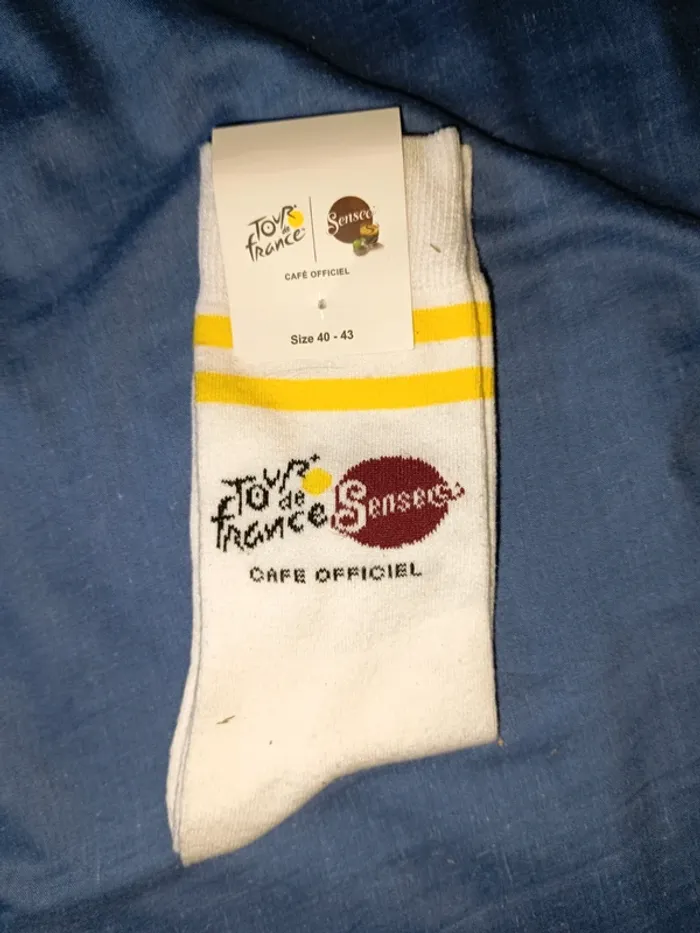 TOUR
de
france
Senseo
CAFÉ OFFICIEL
Size 40 - 43
TOUR
de
france
Senseo
CAFE OFFICIEL